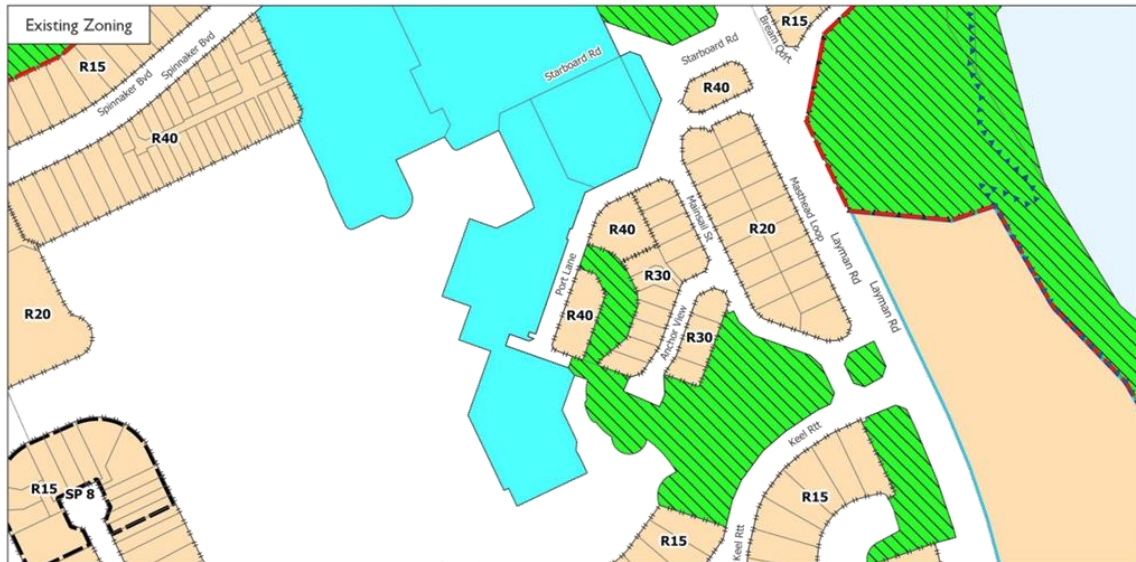 Existing Zoning
R15
Spinnaker Bvd
Spinnaker Bvd
R40
R20
R15
SP 8
Starboard Rd
Starboard Rd
Bream Qdrt.
R15
R40
Mainsail St
Masthead Loop
R20
Layman Rd
Layman Rd
R40
Port Lane
R30
R40
Anchor View
R30
Keel Rtt
R15
Keel Rtt
R15